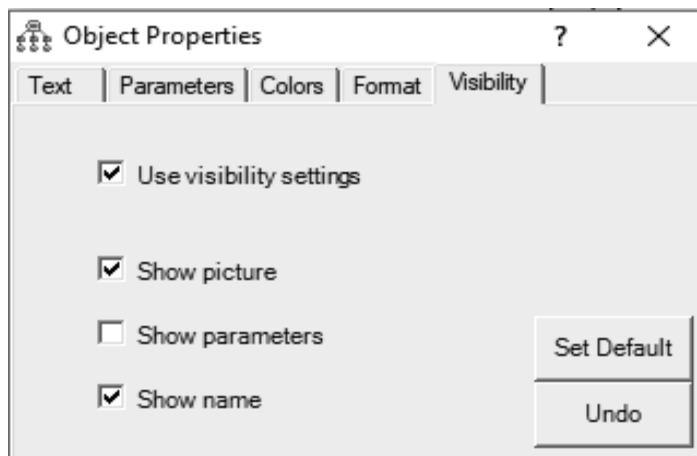 Object Properties ?
Text Parameters Colors Format Visibility
Use visibility settings
Show picture
Show parameters
Show name
Set Default
Undo